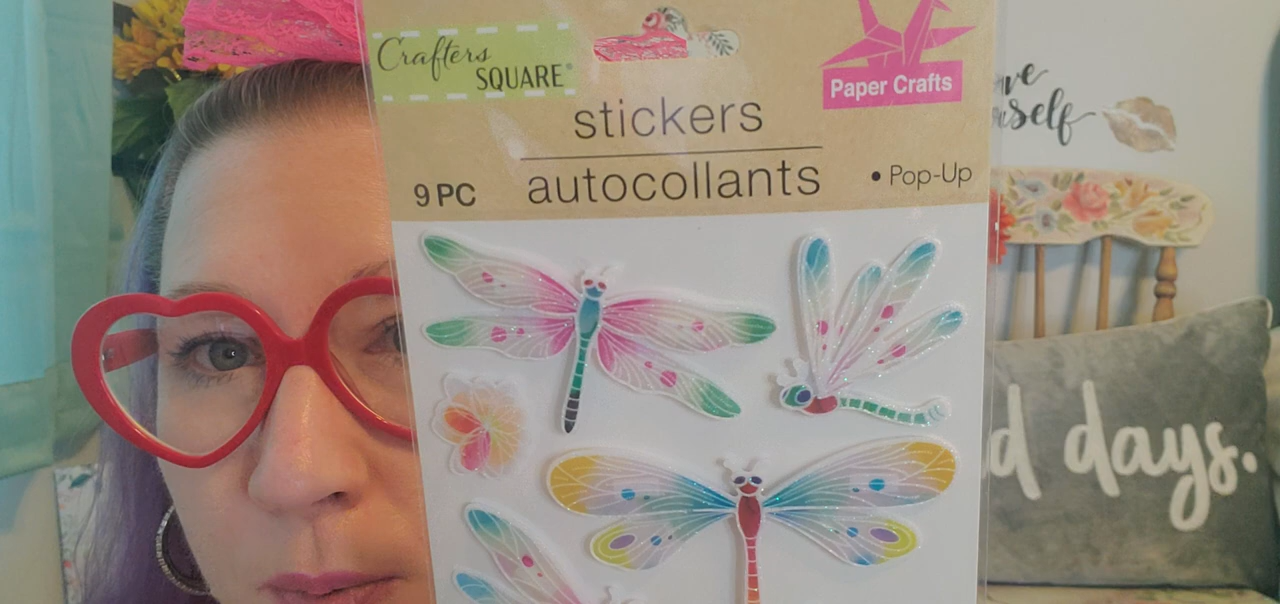 Crafters
SQUARE®
Paper Crafts
stickers
autocollants
9 PC
• Pop-Up
self
days.